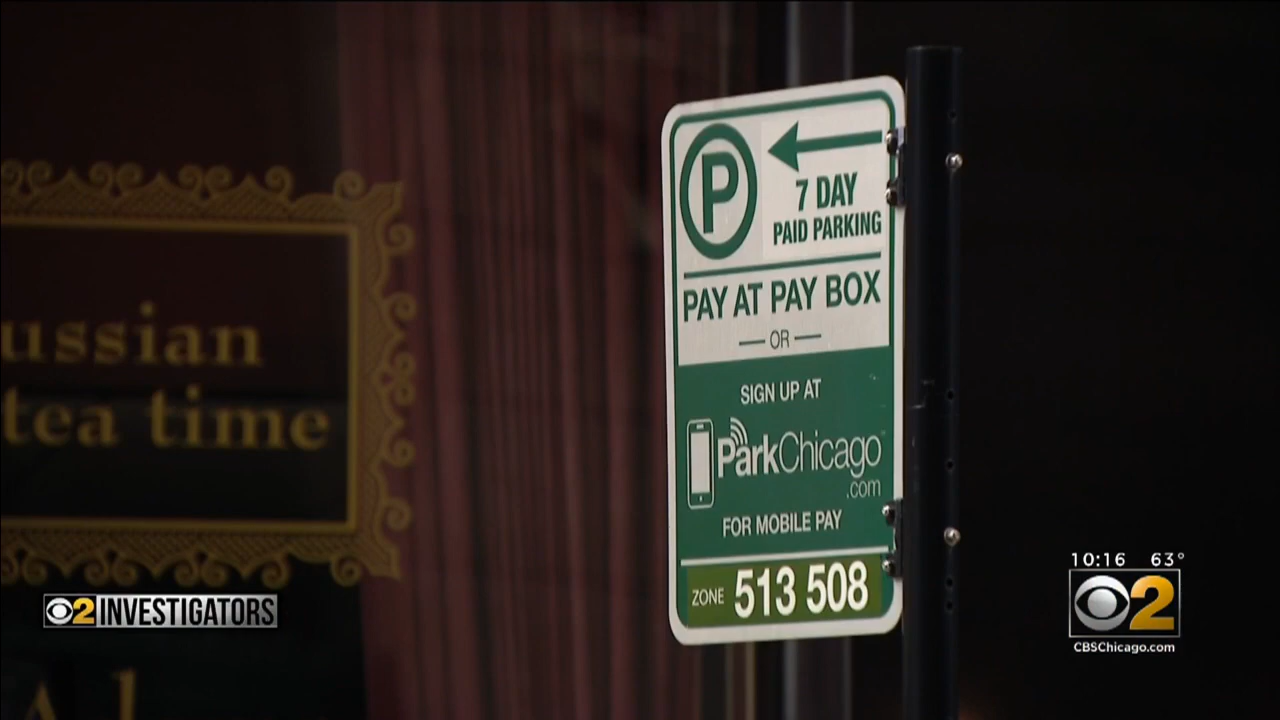 ussian
tea time
P
7 DAY
PAID PARKING
PAY AT PAY BOX
— OR —
SIGN UP AT
ParkChicago
.com
FOR MOBILE PAY
ZONE 513 508
2 INVESTIGATORS
10:16 63°
2
CBSChicago.com